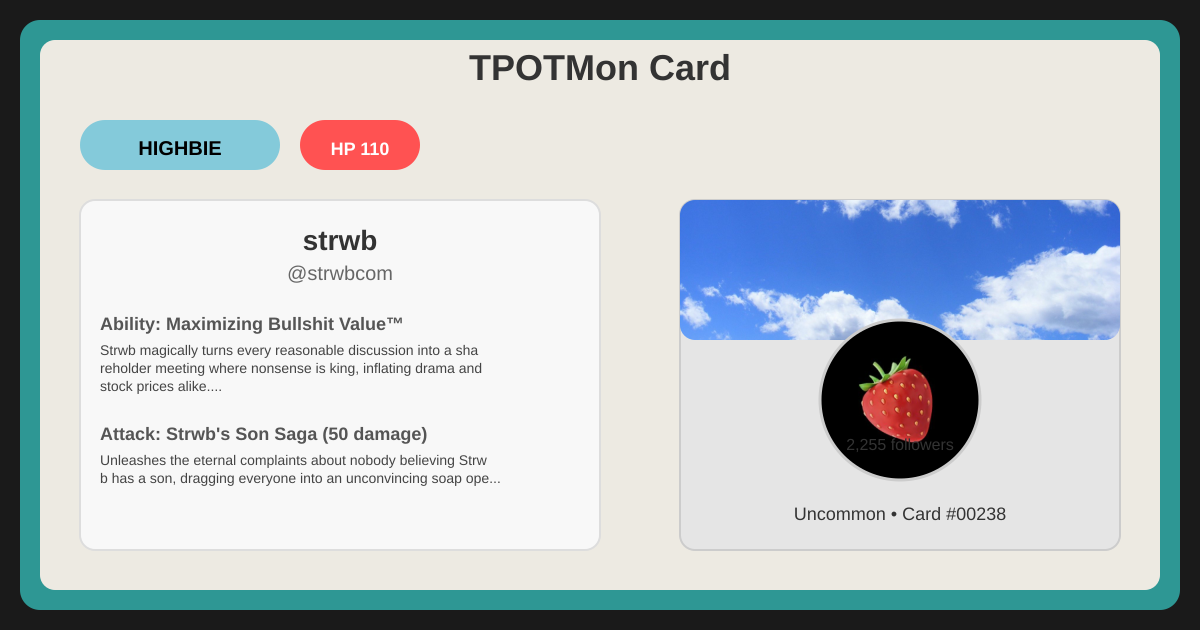 TPOTMon Card
HIGHBIE
HP 110
strwb
@strwbcom
Ability: Maximizing Bullshit Value™
Strwb magically turns every reasonable discussion into a sha
reholder meeting where nonsense is king, inflating drama and
stock prices alike....
Attack: Strwb's Son Saga (50 damage)
Unleashes the eternal complaints about nobody believing Strw
b has a son, dragging everyone into an unconvincing soap ope...
2,255 followers
Uncommon • Card #00238